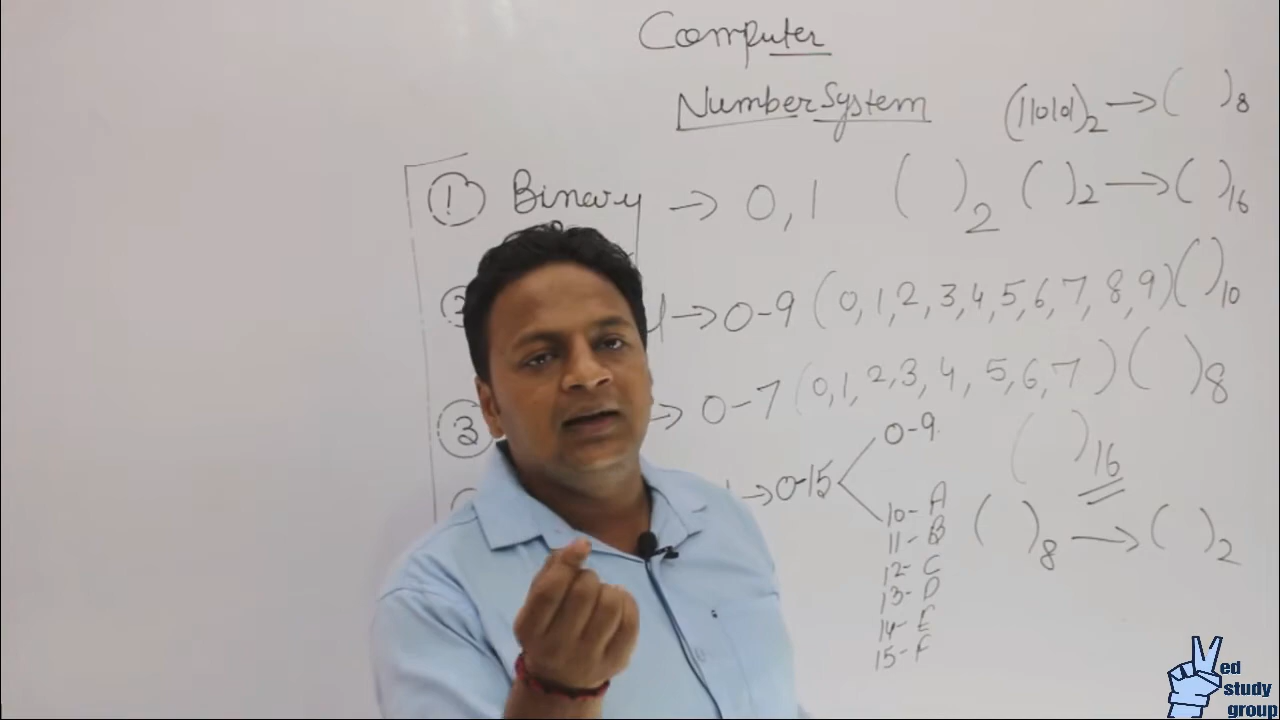 Computer
Number System
(11010)₂ → ( )₈
① Binary → 0, 1 ( )₂ ( )₂ → ( )₁₆
② → 0-9 (0,1,2,3,4,5,6,7,8,9) ( )₁₀
③ → 0-7 (0,1,2,3,4,5,6,7) ( )₈
→ 0-15
0-9
( )₁₆
10-A
11-B
12-C
13-D
14-E
15-F
( )₈ → ( )₂
Ved
study
group